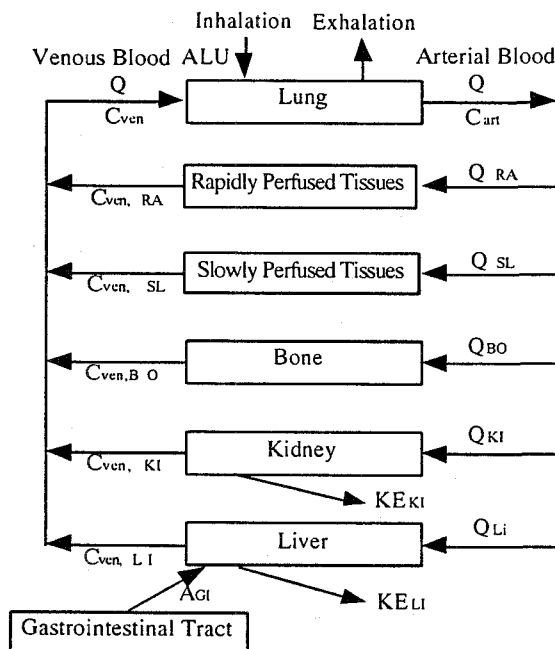 Inhalation Exhalation
Venous Blood ALU Arterial Blood
Q Lung Q
Cven Cart
Rapidly Perfused Tissues Q RA
Cven, RA
Slowly Perfused Tissues Q SL
Cven, SL
Bone QBO
Cven,B O
Kidney QKI
Cven, KI
KEKI
Liver QLi
Cven, L I
AGI KELI
Gastrointestinal Tract